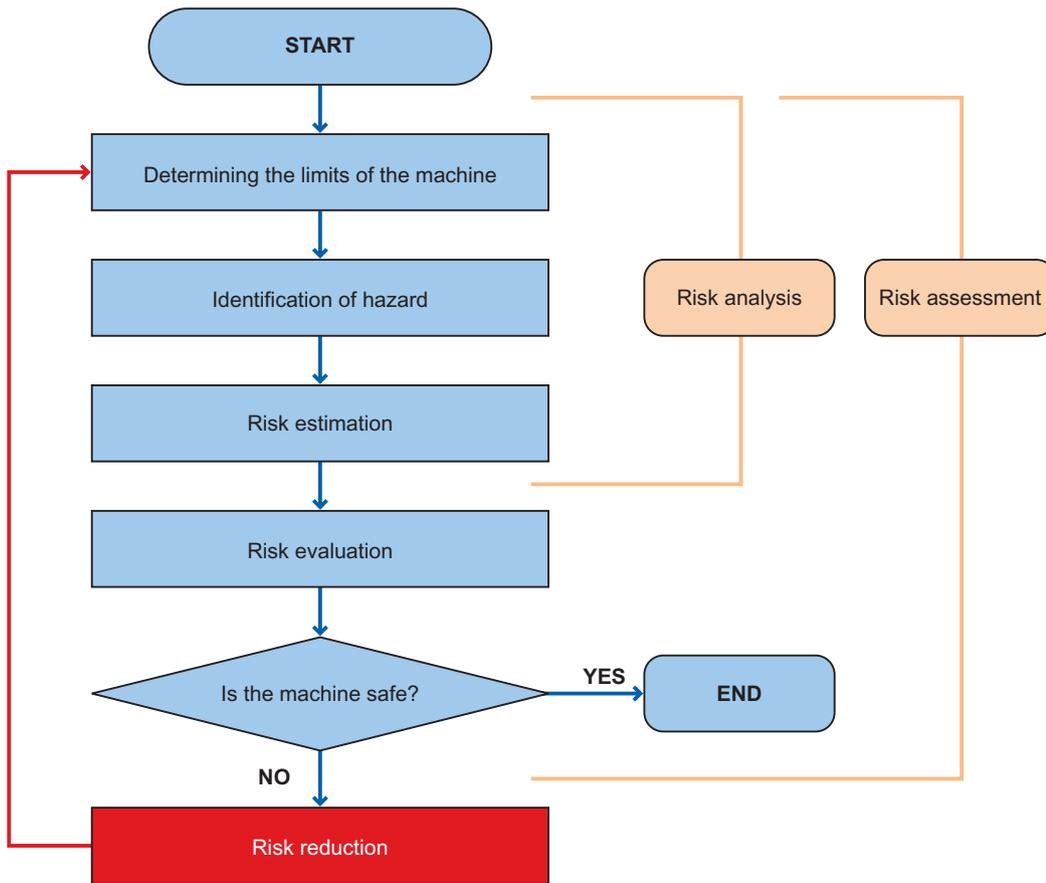 START
Determining the limits of the machine
Identification of hazard
Risk analysis
Risk assessment
Risk estimation
Risk evaluation
Is the machine safe?
YES
END
NO
Risk reduction